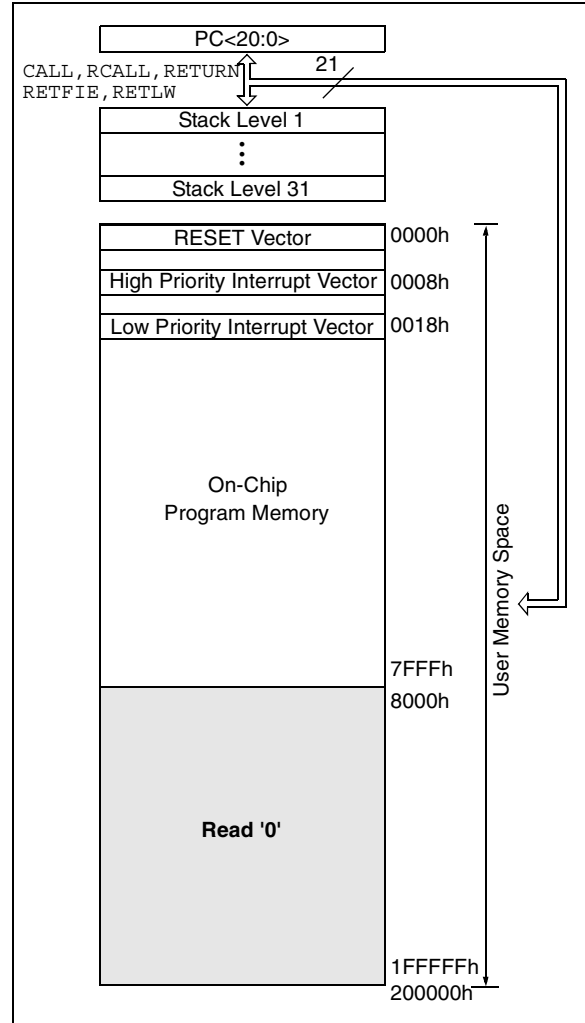 PC<20:0>
CALL,RCALL,RETURN
RETFIE,RETLW
21
Stack Level 1
Stack Level 31
RESET Vector
0000h
High Priority Interrupt Vector
0008h
Low Priority Interrupt Vector
0018h
On-Chip
Program Memory
7FFFh
8000h
User Memory Space
Read '0'
1FFFFFh
200000h